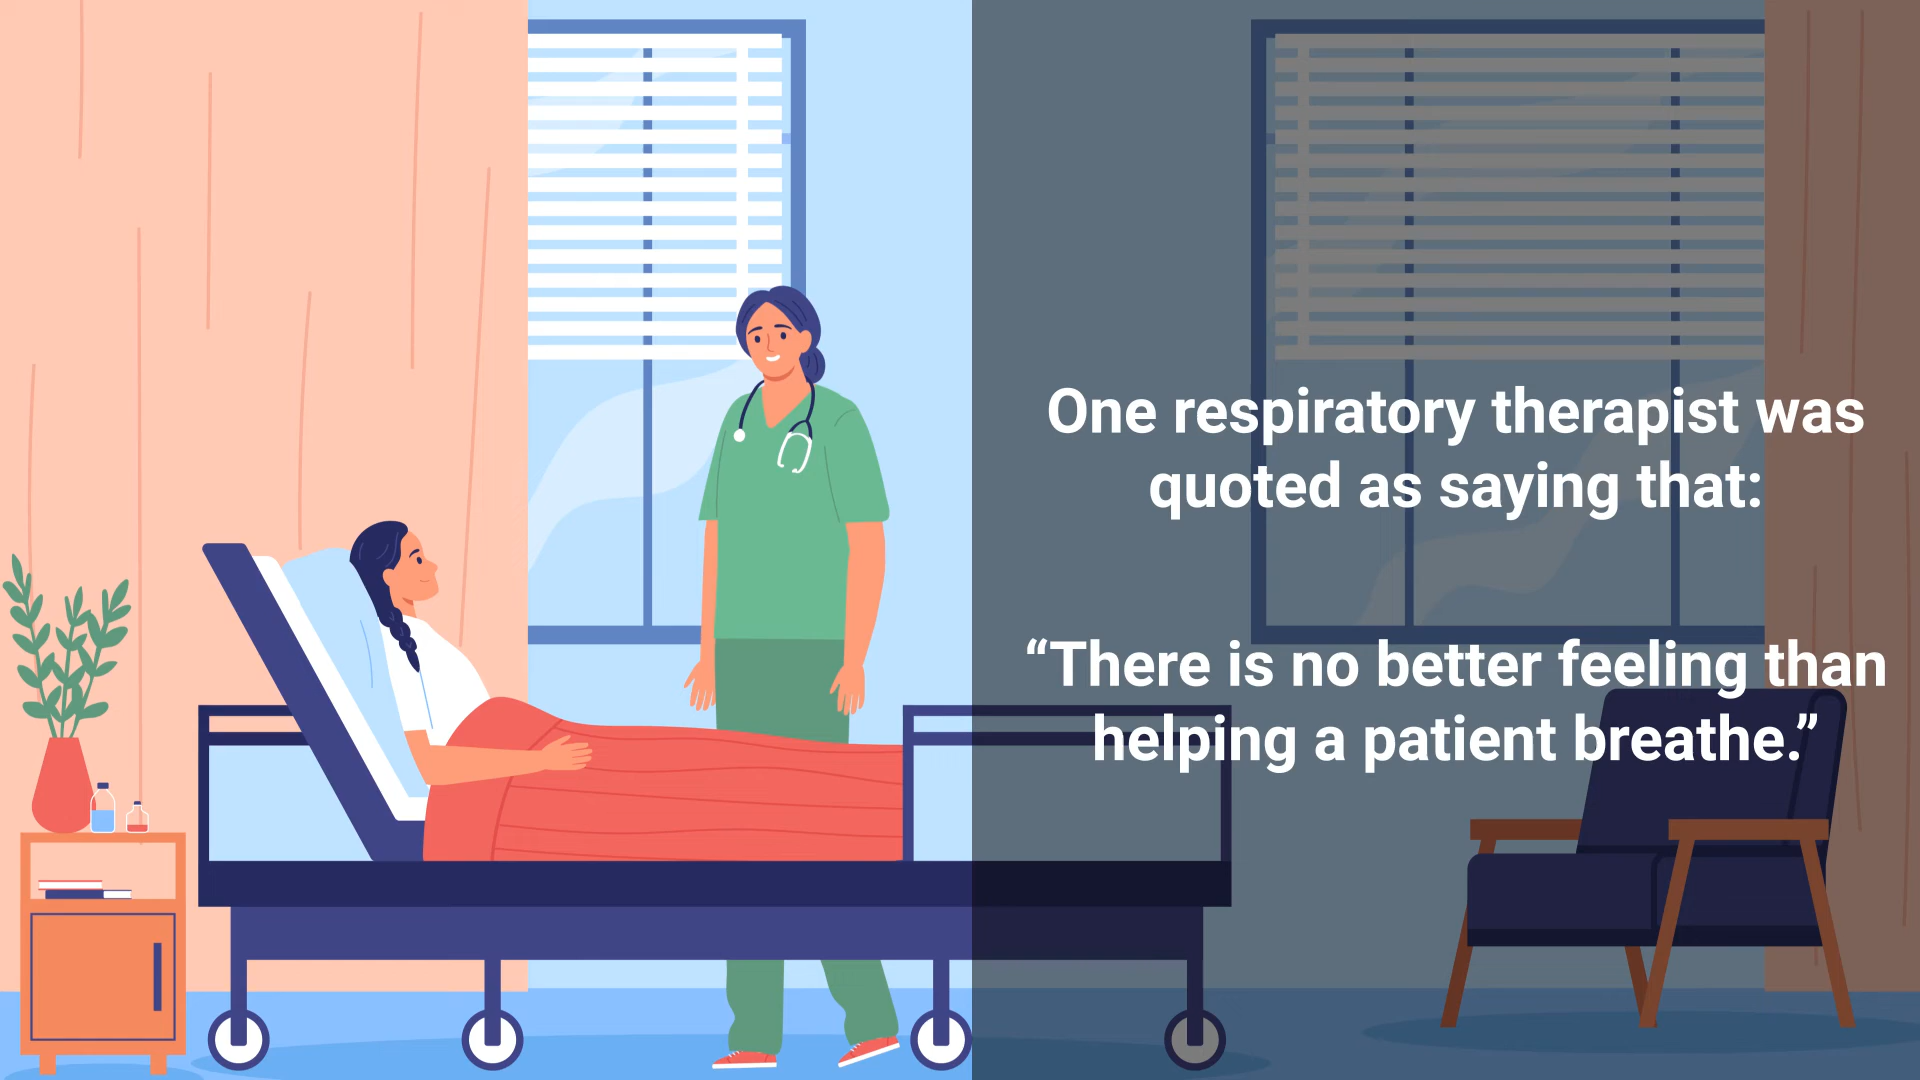 One respiratory therapist was
quoted as saying that:
“There is no better feeling than
helping a patient breathe.”